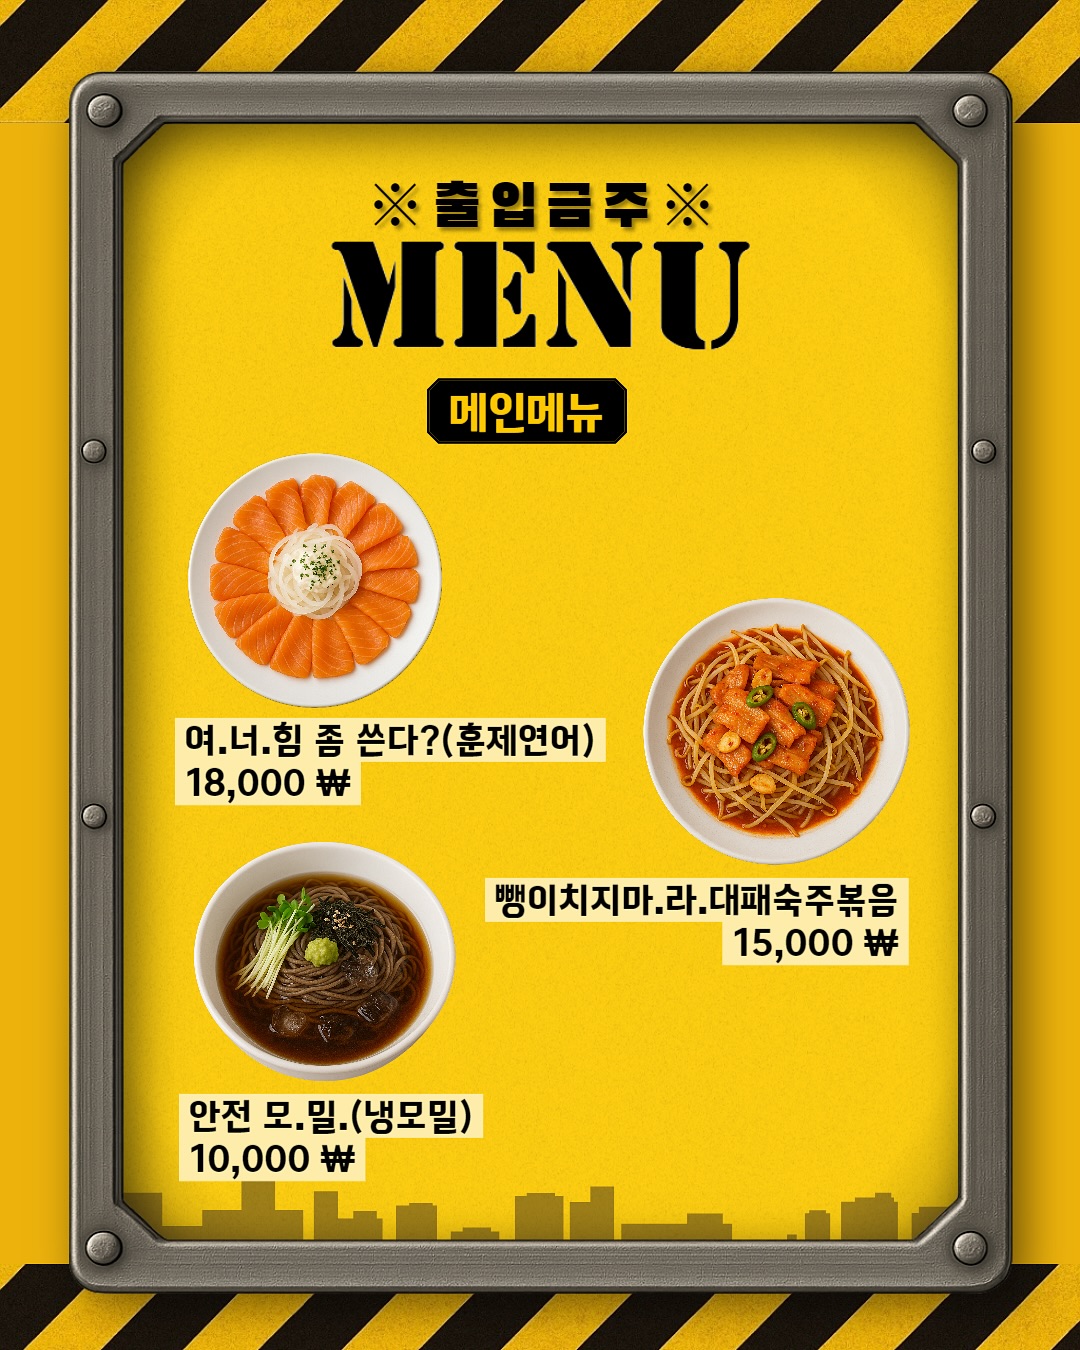 ※출입금주※
MENU
메인메뉴
여.너.힘 좀 쓴다?(훈제연어)
18,000 ₩
뺑이치지마.라.대패숙주볶음
15,000 ₩
안전 모.밀.(냉모밀)
10,000 ₩